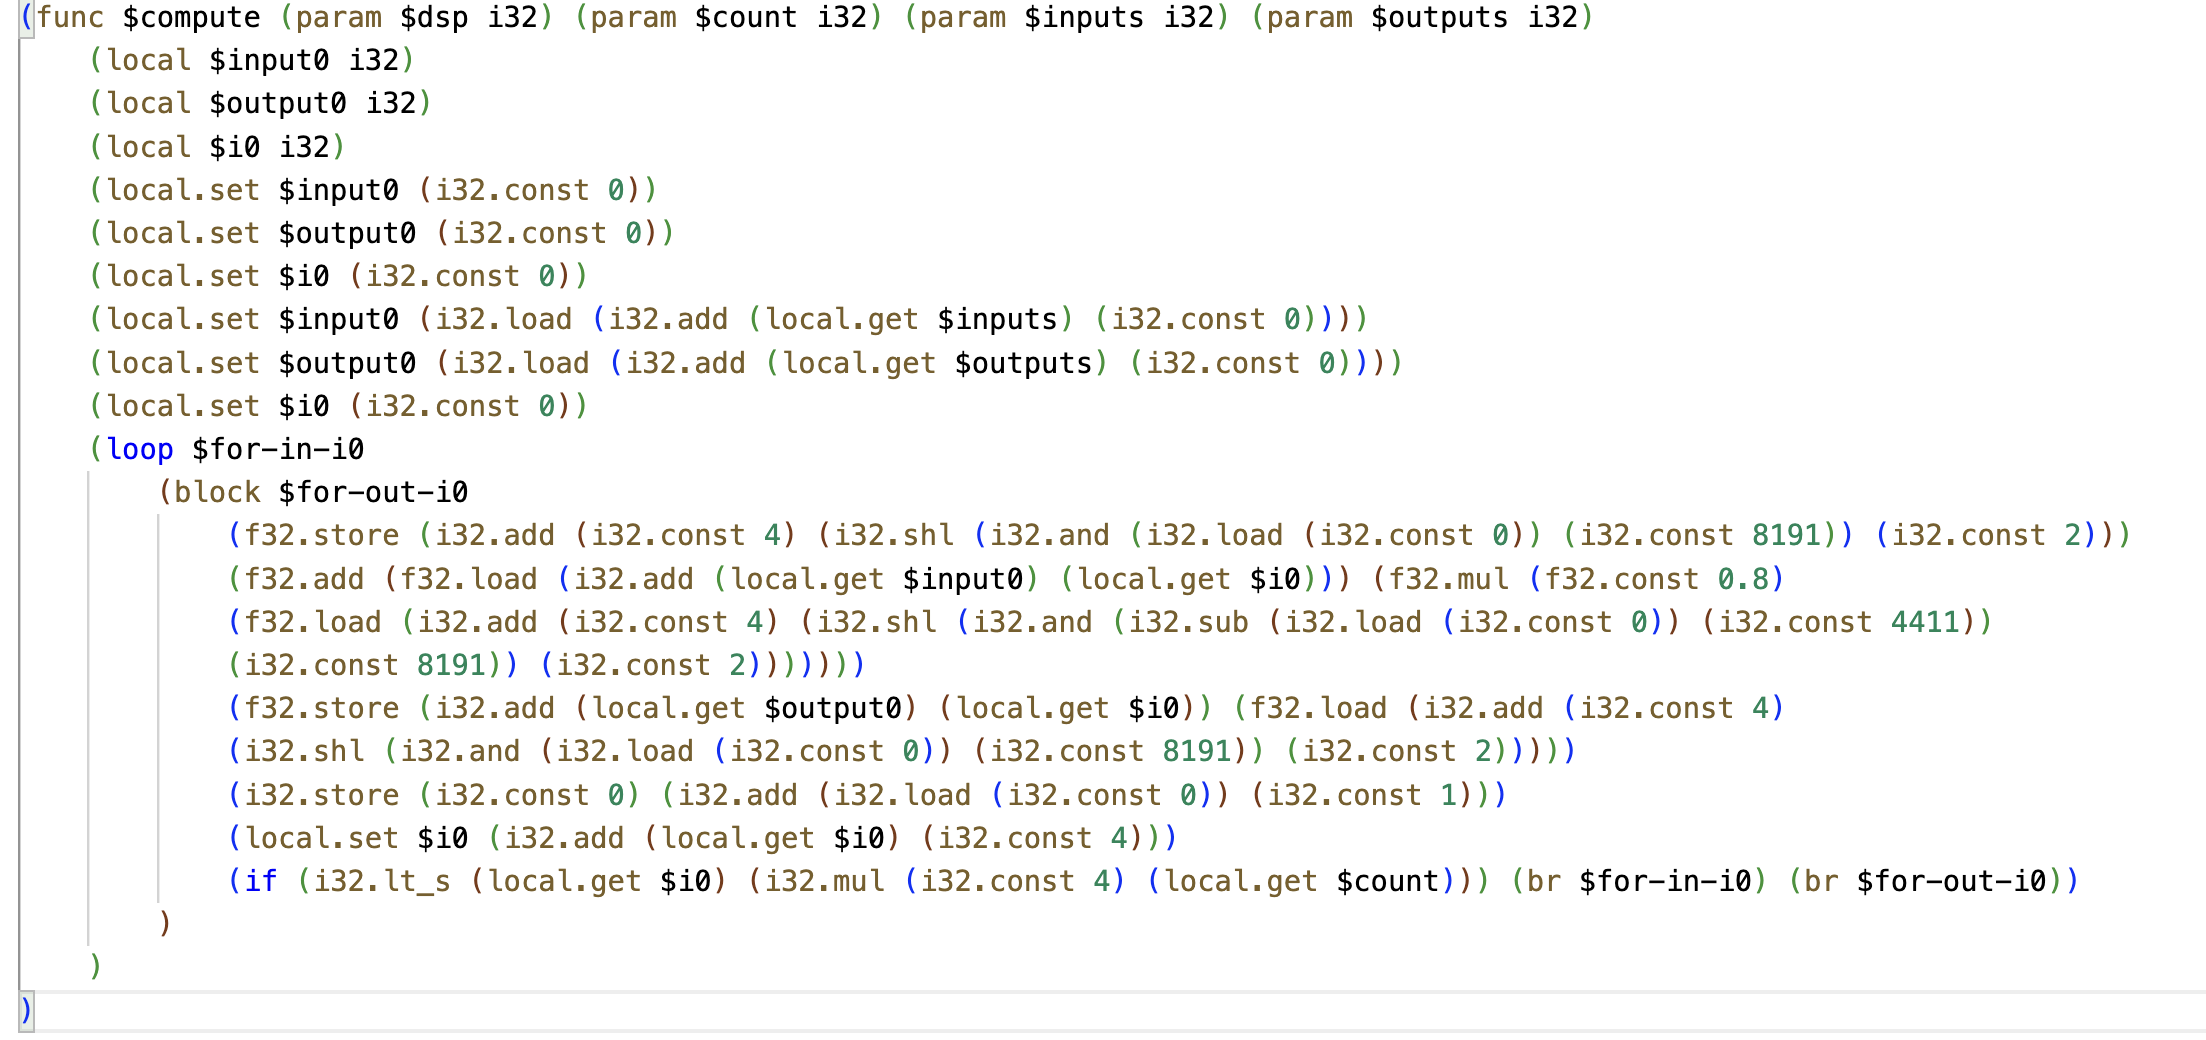 (func $compute (param $dsp i32) (param $count i32) (param $inputs i32) (param $outputs i32)
    (local $input0 i32)
    (local $output0 i32)
    (local $i0 i32)
    (local.set $input0 (i32.const 0))
    (local.set $output0 (i32.const 0))
    (local.set $i0 (i32.const 0))
    (local.set $input0 (i32.load (i32.add (local.get $inputs) (i32.const 0))))
    (local.set $output0 (i32.load (i32.add (local.get $outputs) (i32.const 0))))
    (local.set $i0 (i32.const 0))
    (loop $for-in-i0
        (block $for-out-i0
            (f32.store (i32.add (i32.const 4) (i32.shl (i32.and (i32.load (i32.const 0)) (i32.const 8191)) (i32.const 2)))
            (f32.add (f32.load (i32.add (local.get $input0) (local.get $i0))) (f32.mul (f32.const 0.8)
            (f32.load (i32.add (i32.const 4) (i32.shl (i32.and (i32.sub (i32.load (i32.const 0)) (i32.const 4411))
            (i32.const 8191)) (i32.const 2)))))))
            (f32.store (i32.add (local.get $output0) (local.get $i0)) (f32.load (i32.add (i32.const 4)
            (i32.shl (i32.and (i32.load (i32.const 0)) (i32.const 8191)) (i32.const 2)))))
            (i32.store (i32.const 0) (i32.add (i32.load (i32.const 0)) (i32.const 1)))
            (local.set $i0 (i32.add (local.get $i0) (i32.const 4)))
            (if (i32.lt_s (local.get $i0) (i32.mul (i32.const 4) (local.get $count))) (br $for-in-i0) (br $for-out-i0))
        )
    )
)